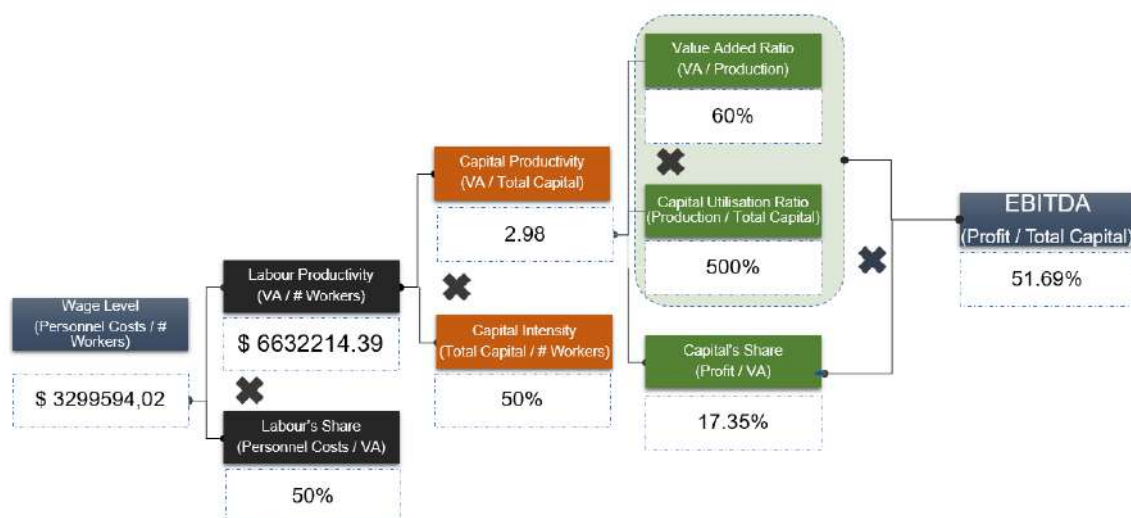 Value Added Ratio
(VA / Production)
60%
Capital Productivity
(VA / Total Capital)
2.98
Capital Utilisation Ratio
(Production / Total Capital)
500%
EBITDA
(Profit / Total Capital)
51.69%
Labour Productivity
(VA / # Workers)
$ 6632214.39
Wage Level
(Personnel Costs / #
Workers)
$ 3299594,02
Capital Intensity
(Total Capital / # Workers)
50%
Capital's Share
(Profit / VA)
17.35%
Labour's Share
(Personnel Costs / VA)
50%